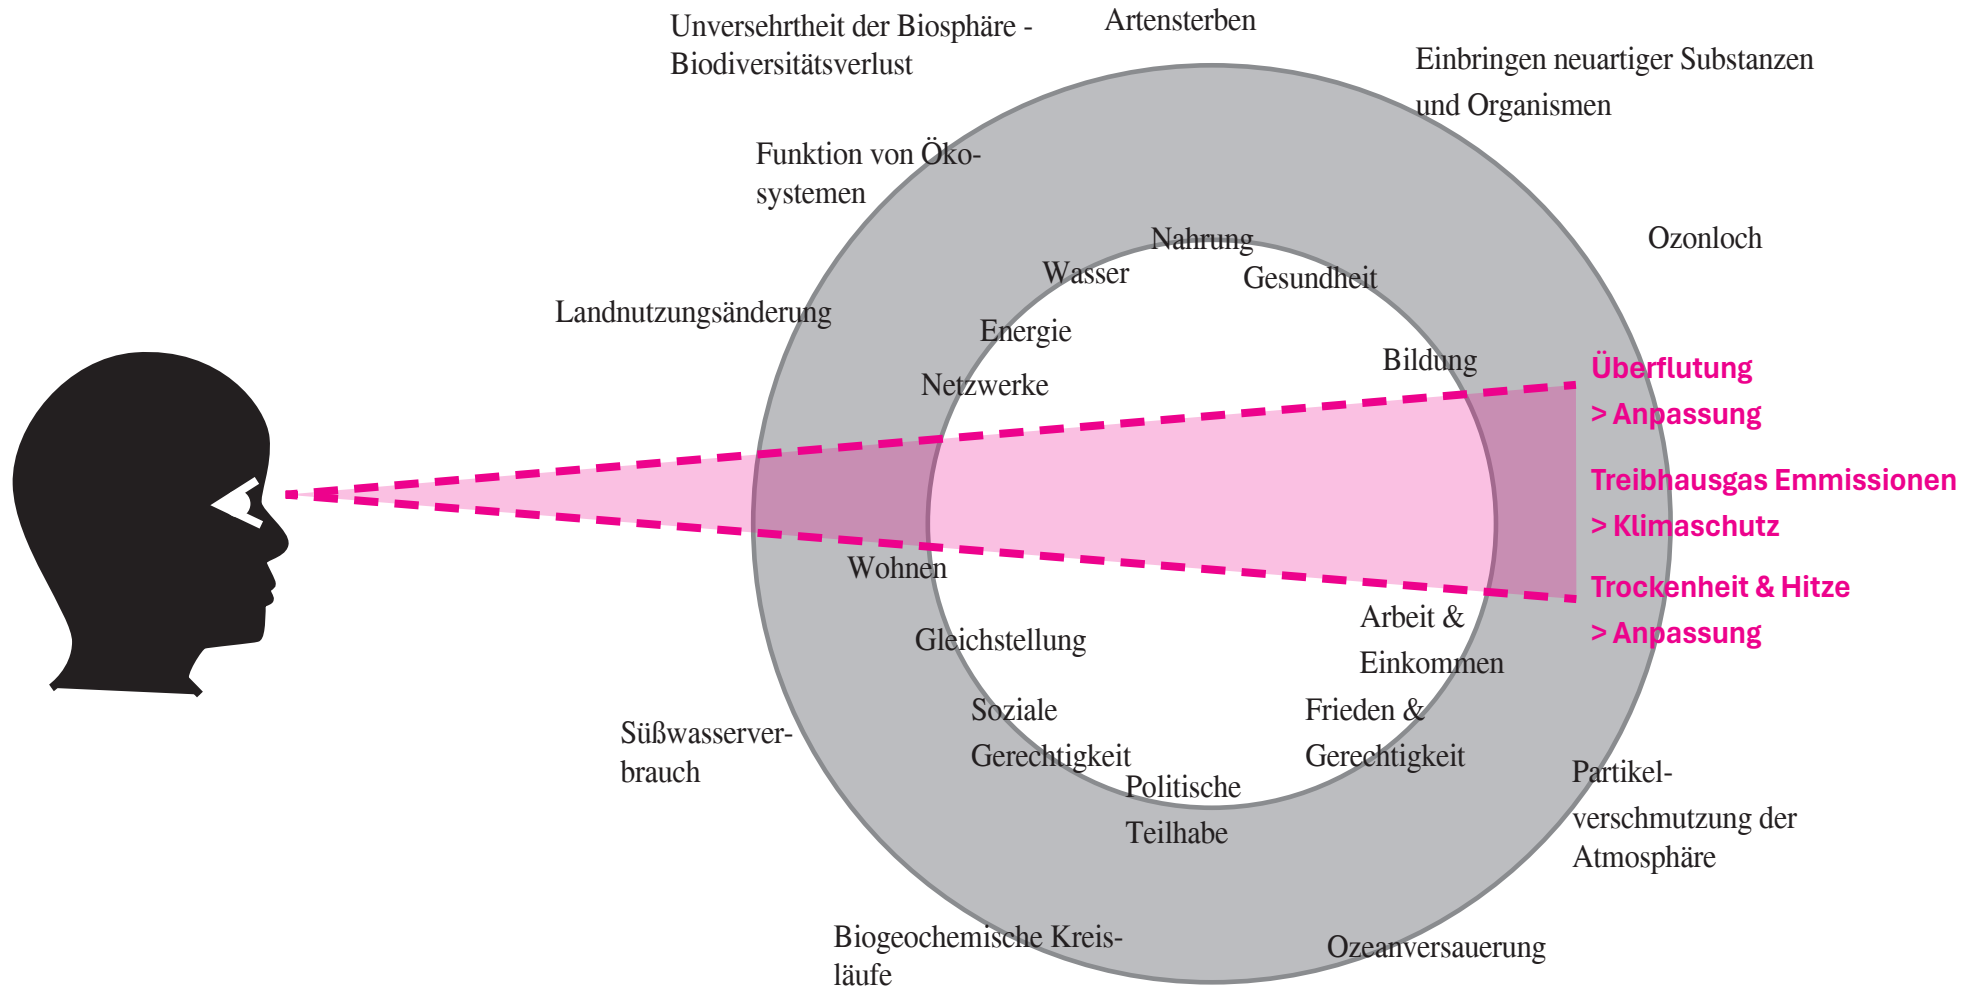 Unversehrtheit der Biosphäre -
Biodiversitätsverlust
Artensterben
Einbringen neuartiger Substanzen
und Organismen
Funktion von Öko-
systemen
Ozonloch
Nahrung
Wasser
Gesundheit
Landnutzungsänderung
Energie
Netzwerke
Bildung
Überflutung
> Anpassung
Treibhausgas Emmissionen
> Klimaschutz
Trockenheit & Hitze
> Anpassung
Wohnen
Gleichstellung
Arbeit &
Einkommen
Soziale
Gerechtigkeit
Frieden &
Gerechtigkeit
Politische
Teilhabe
Süßwasserver-
brauch
Partikel-
verschmutzung der
Atmosphäre
Biogeochemische Kreis-
läufe
Ozeanversauerung